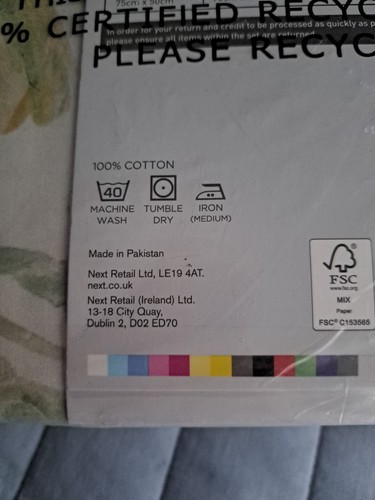 75cm x 50cm
% CERTIFIED RECYC
In order for your return and credit to be processed as quickly as p
please ensure all items within the set are returned.
PLEASE RECYC
100% COTTON
40
MACHINE WASH
TUMBLE DRY
IRON (MEDIUM)
Made in Pakistan
Next Retail Ltd, LE19 4AT.
next.co.uk
Next Retail (Ireland) Ltd.
13-18 City Quay,
Dublin 2, D02 ED70
FSC
www.fsc.org
MIX
Paper
FSC® C153565